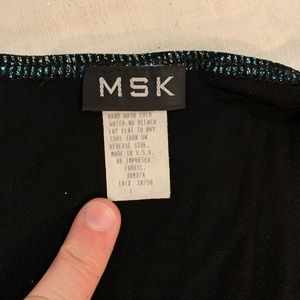 MSK
HAND WASH COLD
WATER.NO BLEACH
LAY FLAT TO DRY
COOL IRON ON
REVERSE SIDE.
MADE IN U.S.A.
OF IMPORTED
FABRIC.